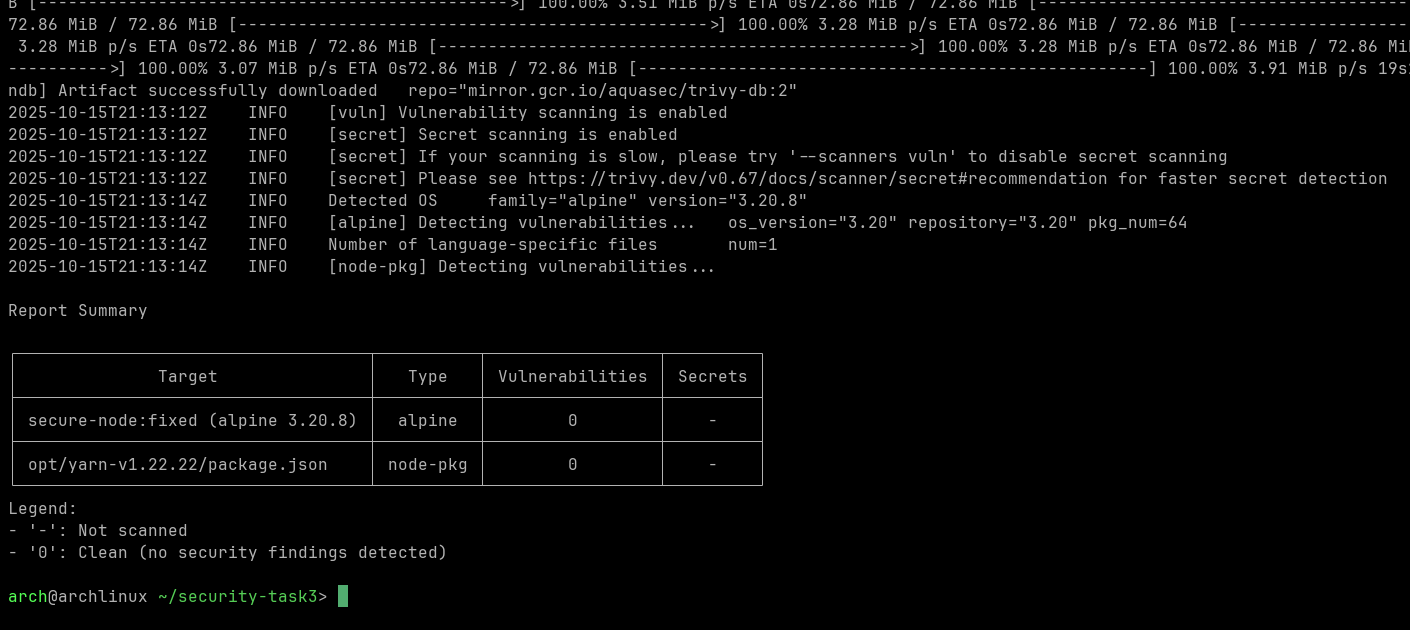 B [----------------------------------------------->] 100.00% 3.51 MiB p/s ETA 0s72.86 MiB / 72.86 MiB [-------------------------------------
72.86 MiB / 72.86 MiB [----------------------------------------------->] 100.00% 3.28 MiB p/s ETA 0s72.86 MiB / 72.86 MiB [-----------------
 3.28 MiB p/s ETA 0s72.86 MiB / 72.86 MiB [----------------------------------------------->] 100.00% 3.28 MiB p/s ETA 0s72.86 MiB / 72.86 Mi
---------->] 100.00% 3.07 MiB p/s ETA 0s72.86 MiB / 72.86 MiB [---------------------------------------------------] 100.00% 3.91 MiB p/s 19s
ndb] Artifact successfully downloaded   repo="mirror.gcr.io/aquasec/trivy-db:2"
2025-10-15T21:13:12Z    INFO    [vuln] Vulnerability scanning is enabled
2025-10-15T21:13:12Z    INFO    [secret] Secret scanning is enabled
2025-10-15T21:13:12Z    INFO    [secret] If your scanning is slow, please try '--scanners vuln' to disable secret scanning
2025-10-15T21:13:12Z    INFO    [secret] Please see https://trivy.dev/v0.67/docs/scanner/secret#recommendation for faster secret detection
2025-10-15T21:13:14Z    INFO    Detected OS     family="alpine" version="3.20.8"
2025-10-15T21:13:14Z    INFO    [alpine] Detecting vulnerabilities...   os_version="3.20" repository="3.20" pkg_num=64
2025-10-15T21:13:14Z    INFO    Number of language-specific files       num=1
2025-10-15T21:13:14Z    INFO    [node-pkg] Detecting vulnerabilities...
Report Summary
Target Type Vulnerabilities Secrets
secure-node:fixed (alpine 3.20.8) alpine 0 -
opt/yarn-v1.22.22/package.json node-pkg 0 -
Legend:
- '-': Not scanned
- '0': Clean (no security findings detected)
arch@archlinux ~/security-task3>